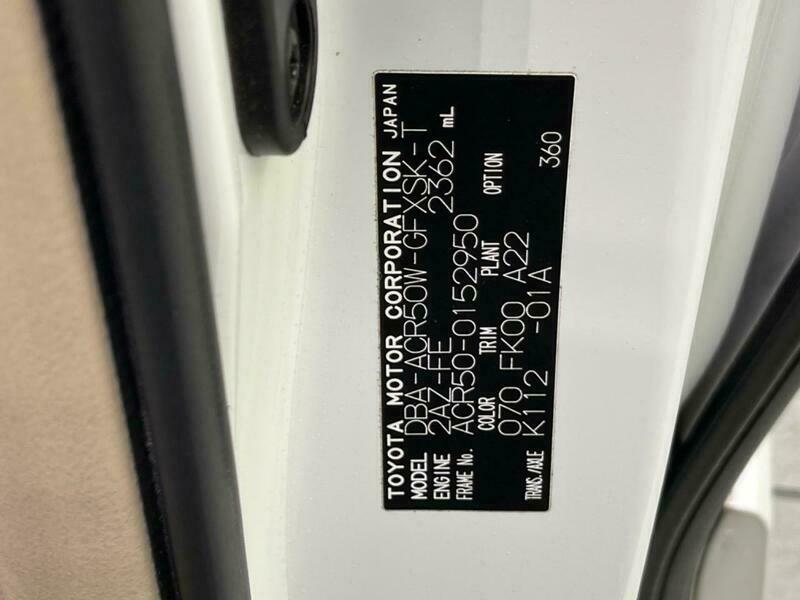 TOYOTA MOTOR CORPORATION JAPAN
MODEL DBA-ACR50W-GFXSK-T
ENGINE 2AZ-FE 2362 mL
FRAME No. ACR50-0152950
COLOR TRIM PLANT OPTION
070 FK00 A22
TRANS./AXLE K112 -01A 360